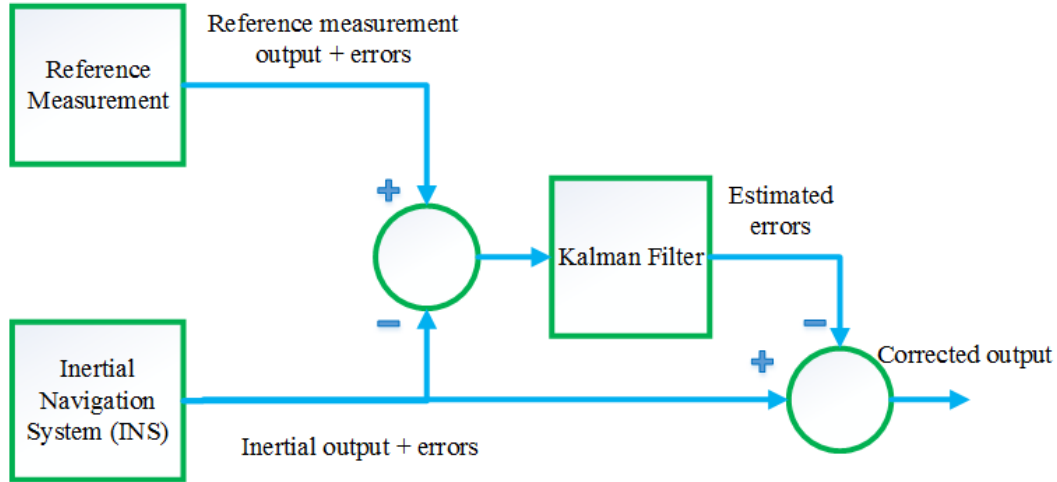 Reference measurement
output + errors
Reference
Measurement
+
Estimated
errors
Kalman Filter
−
−
+
Corrected output
Inertial
Navigation
System (INS)
Inertial output + errors